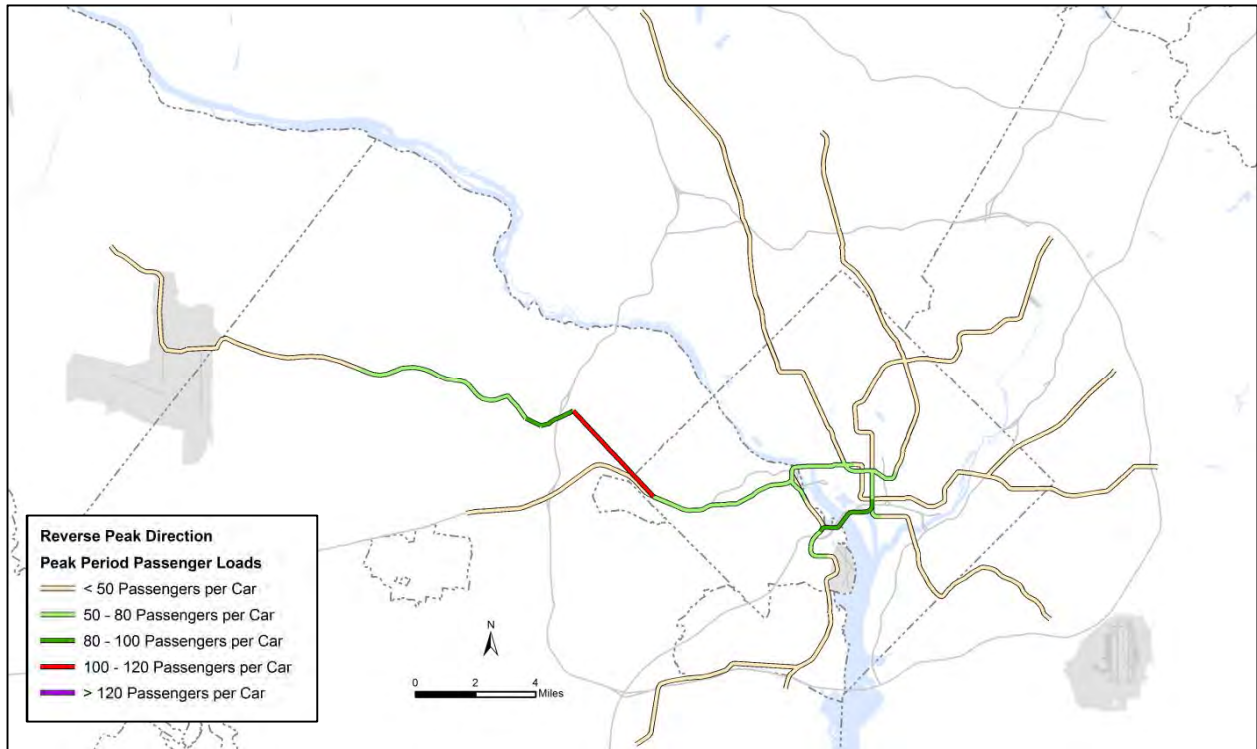 Reverse Peak Direction
Peak Period Passenger Loads
< 50 Passengers per Car
50 - 80 Passengers per Car
80 - 100 Passengers per Car
100 - 120 Passengers per Car
> 120 Passengers per Car
N
0 2 4
Miles